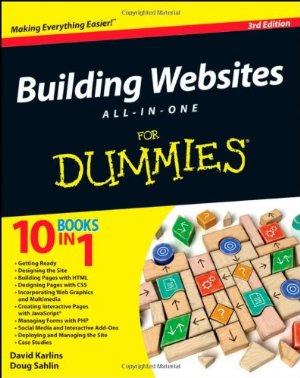 Making Everything Easier!™
3rd Edition
Building Websites
ALL-IN-ONE
FOR
DUMMIES®
10 BOOKS IN 1
• Getting Ready
• Designing the Site
• Building Pages with HTML
• Designing Pages with CSS
• Incorporating Web Graphics
and Multimedia
• Creating Interactive Pages
with JavaScript®
• Managing Forms with PHP
• Social Media and Interactive Add-Ons
• Deploying and Managing the Site
• Case Studies
David Karlins
Doug Sahlin